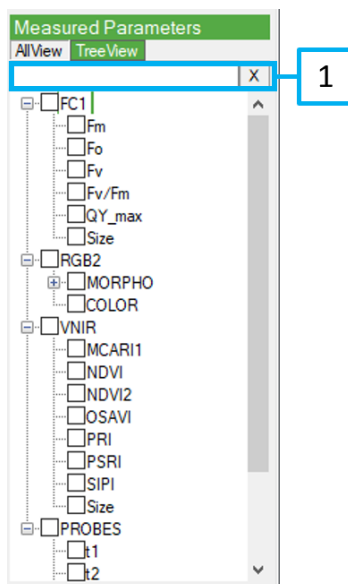 Measured Parameters
AllView TreeView
X
1
FC1
Fm
Fo
Fv
Fv/Fm
QY_max
Size
RGB2
MORPHO
COLOR
VNIR
MCARI1
NDVI
NDVI2
OSAVI
PRI
PSRI
SIPI
Size
PROBES
t1
t2